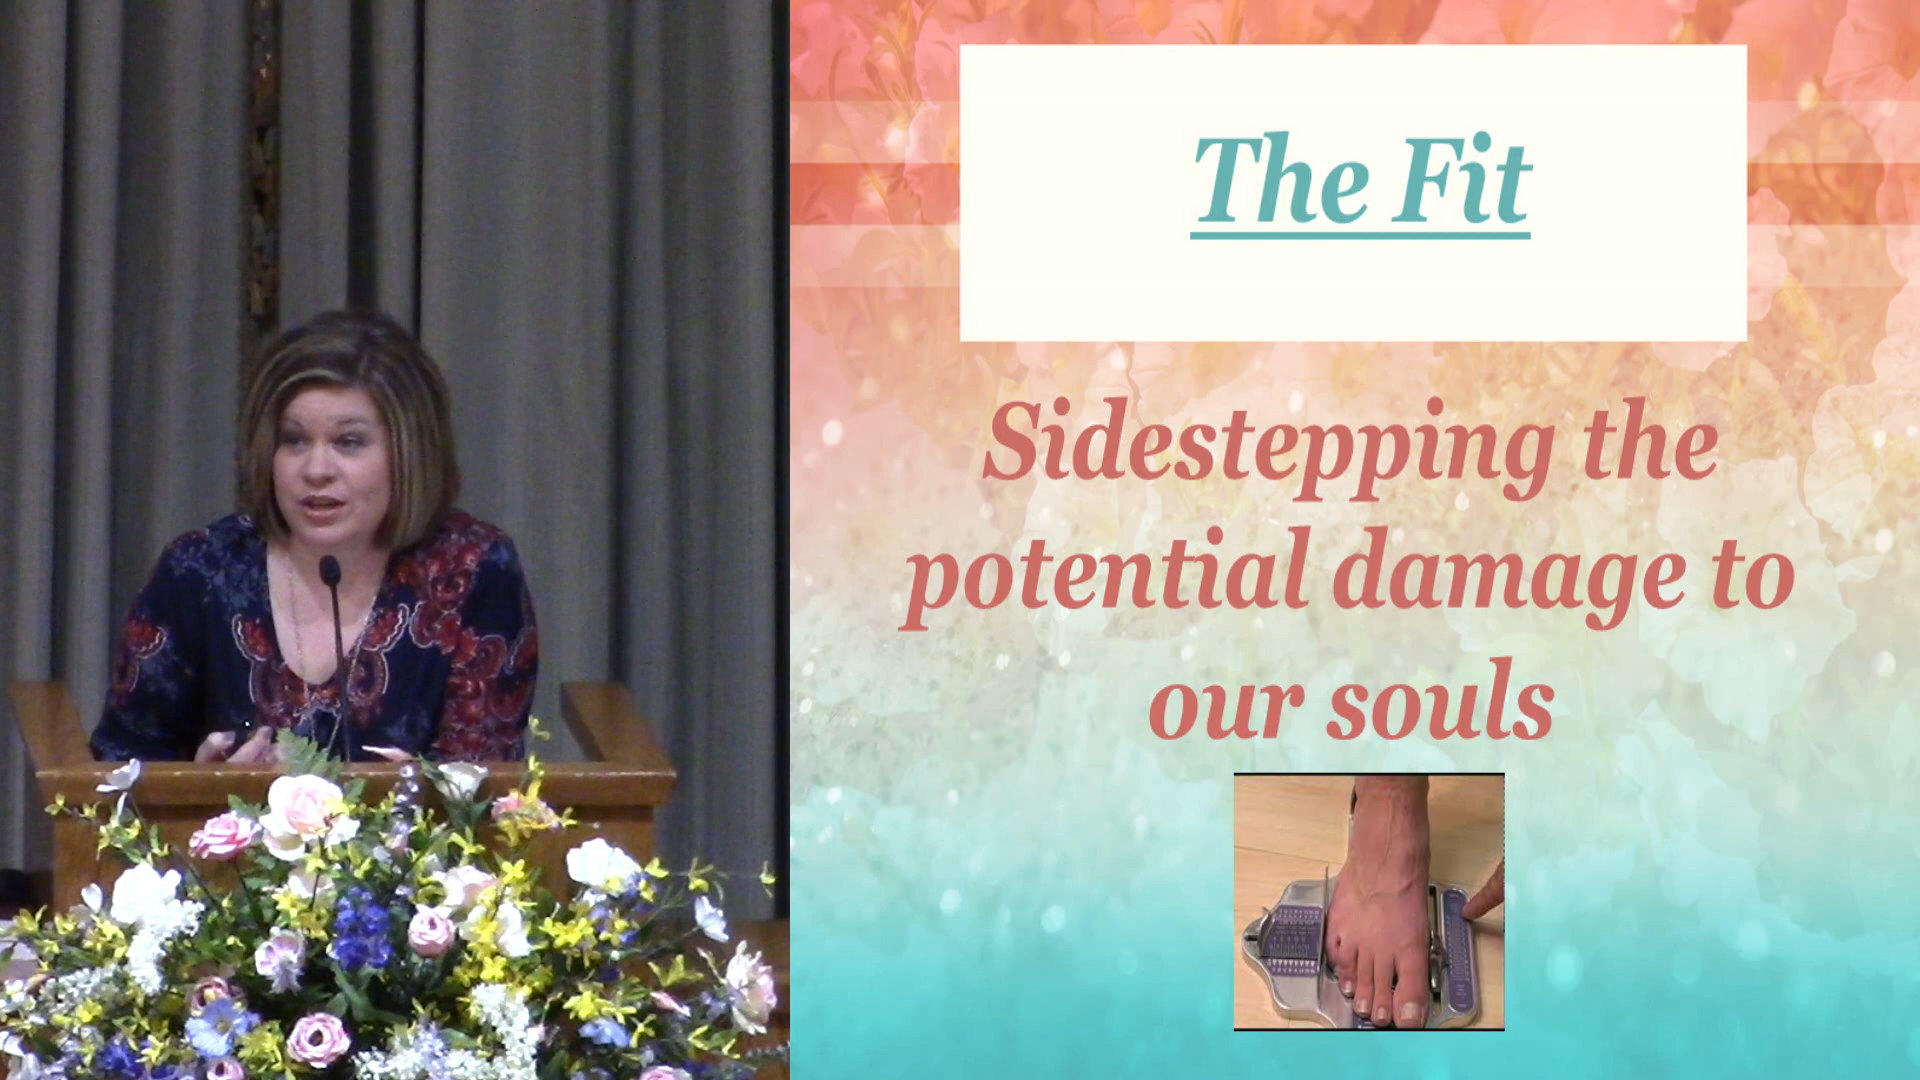 The Fit
Sidestepping the
potential damage to
our souls